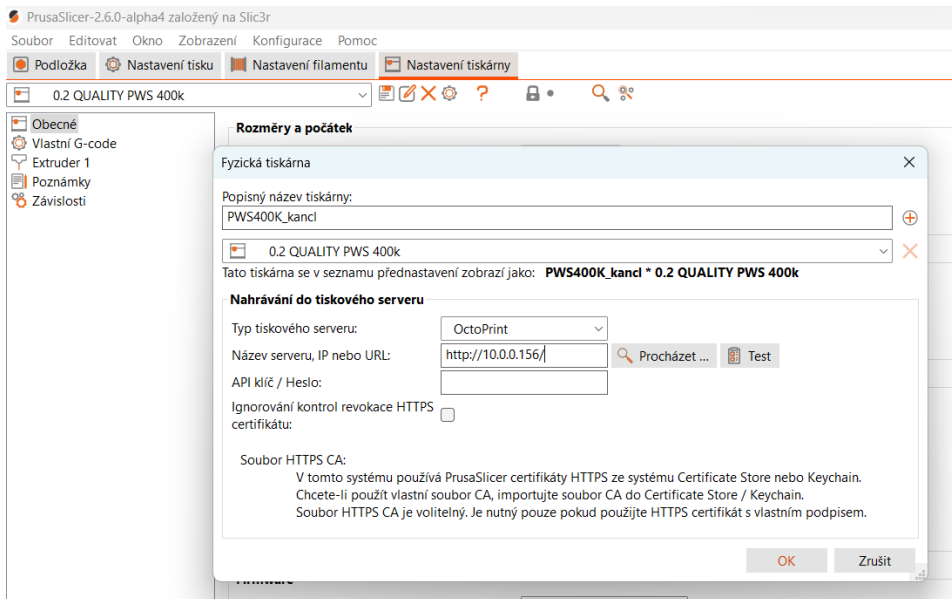 PrusaSlicer-2.6.0-alpha4 založený na Slic3r
Soubor Editovat Okno Zobrazení Konfigurace Pomoc
Podložka Nastavení tisku Nastavení filamentu Nastavení tiskárny
0.2 QUALITY PWS 400k
Obecné
Vlastní G-code
Extruder 1
Poznámky
Závislosti
Rozměry a počátek
Fyzická tiskárna
Popisný název tiskárny:
PWS400K_kancl
0.2 QUALITY PWS 400k
Tato tiskárna se v seznamu přednastavení zobrazí jako: PWS400K_kancl * 0.2 QUALITY PWS 400k
Nahrávání do tiskového serveru
Typ tiskového serveru: OctoPrint
Název serveru, IP nebo URL: http://10.0.0.156/ Procházet ... Test
API klíč / Heslo:
Ignorování kontrol revokace HTTPS
certifikátu:
Soubor HTTPS CA:
V tomto systému používá PrusaSlicer certifikáty HTTPS ze systému Certificate Store nebo Keychain.
Chcete-li použít vlastní soubor CA, importujte soubor CA do Certificate Store / Keychain.
Soubor HTTPS CA je volitelný. Je nutný pouze pokud použijte HTTPS certifikát s vlastním podpisem.
OK Zrušit